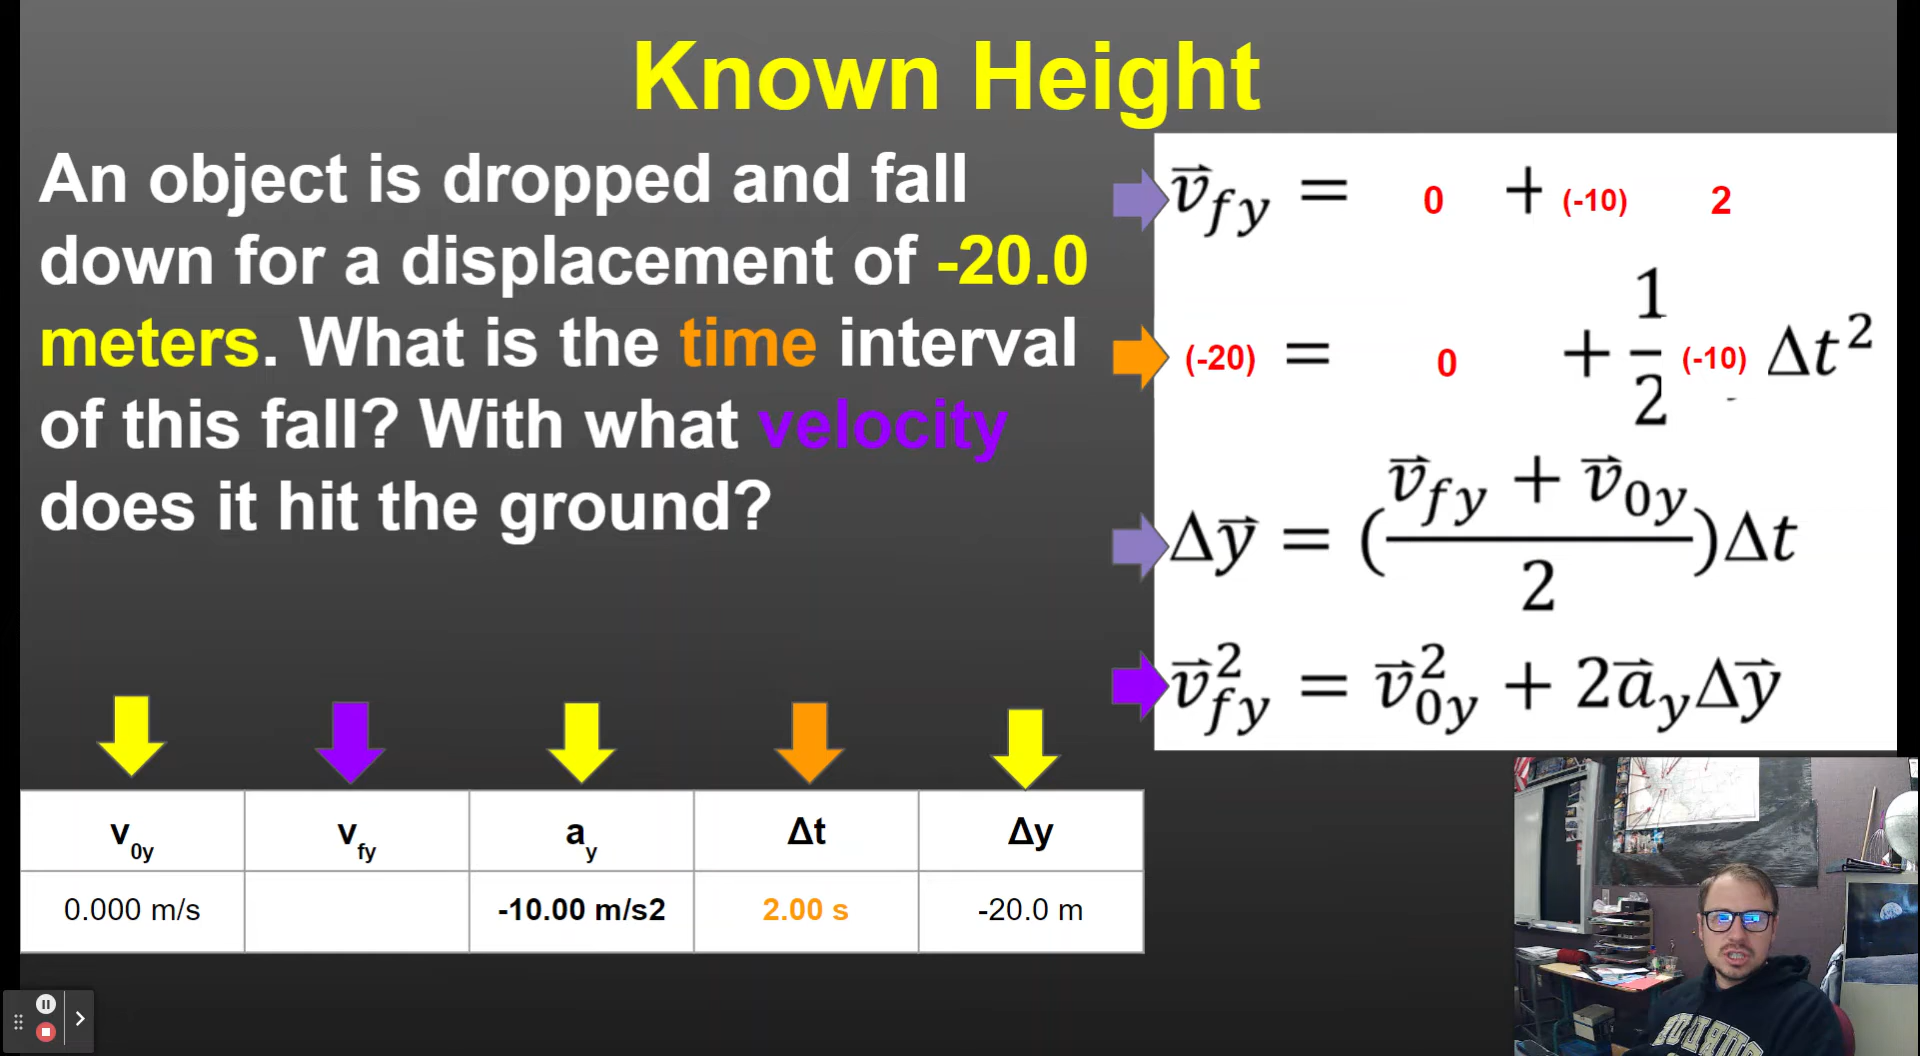 Known Height
An object is dropped and fall
down for a displacement of -20.0
meters. What is the time interval
of this fall? With what velocity
does it hit the ground?
v⃗fy = 0 + (-10) 2
(-20) = 0 + 1/2 (-10) Δt²
Δy⃗ = (v⃗fy + v⃗0y / 2)Δt
v⃗²fy = v⃗²0y + 2a⃗yΔy⃗
v0y vfy ay Δt Δy
0.000 m/s -10.00 m/s2 2.00 s -20.0 m